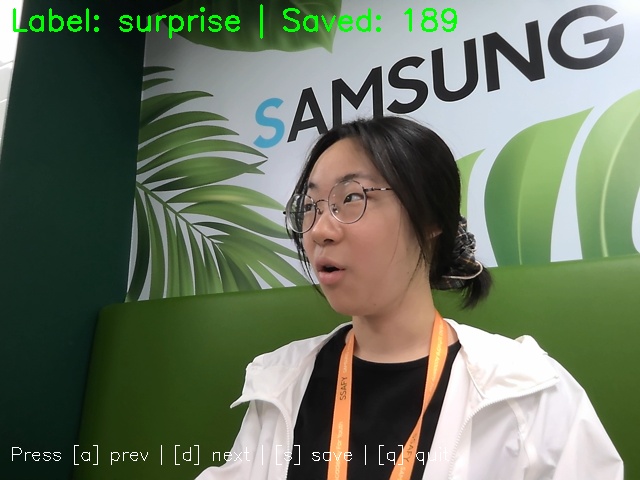 Label: surprise | Saved: 189
SAMSUNG
SSAFY
Press [a] prev | [d] next | [s] save | [q] quit